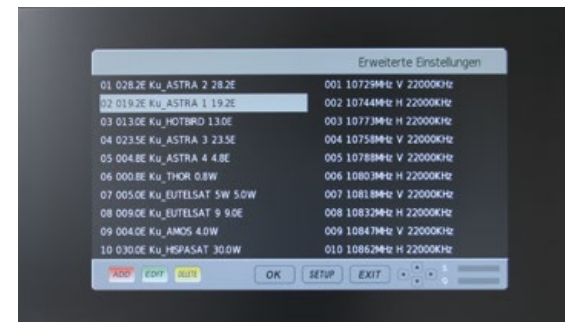 Erweiterte Einstellungen
01 028.2E Ku_ASTRA 2 28.2E 001 10729MHz V 22000KHz
02 019.2E Ku_ASTRA 1 19.2E 002 10744MHz H 22000KHz
03 013.0E Ku_HOTBIRD 13.0E 003 10773MHz H 22000KHz
04 023.5E Ku_ASTRA 3 23.5E 004 10758MHz V 22000KHz
05 004.8E Ku_ASTRA 4 4.8E 005 10788MHz V 22000KHz
06 000.8E Ku_THOR 0.8W 006 10803MHz H 22000KHz
07 005.0E Ku_EUTELSAT 5W 5.0W 007 10818MHz V 22000KHz
08 009.0E Ku_EUTELSAT 9 9.0E 008 10832MHz H 22000KHz
09 004.0E Ku_AMOS 4.0W 009 10847MHz V 22000KHz
10 030.0E Ku_HISPASAT 30.0W 010 10862MHz H 22000KHz
ADD EDIT DELETE OK SETUP EXIT S
Q